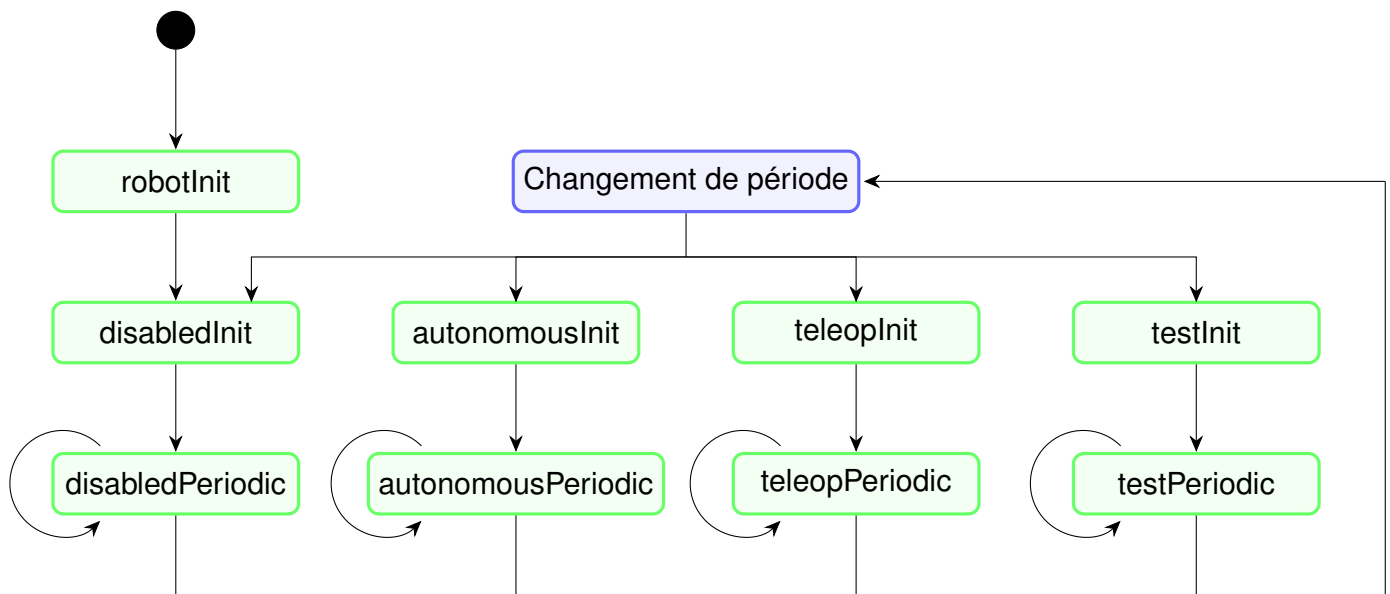 robotInit
Changement de période
disabledInit
autonomousInit
teleopInit
testInit
disabledPeriodic
autonomousPeriodic
teleopPeriodic
testPeriodic